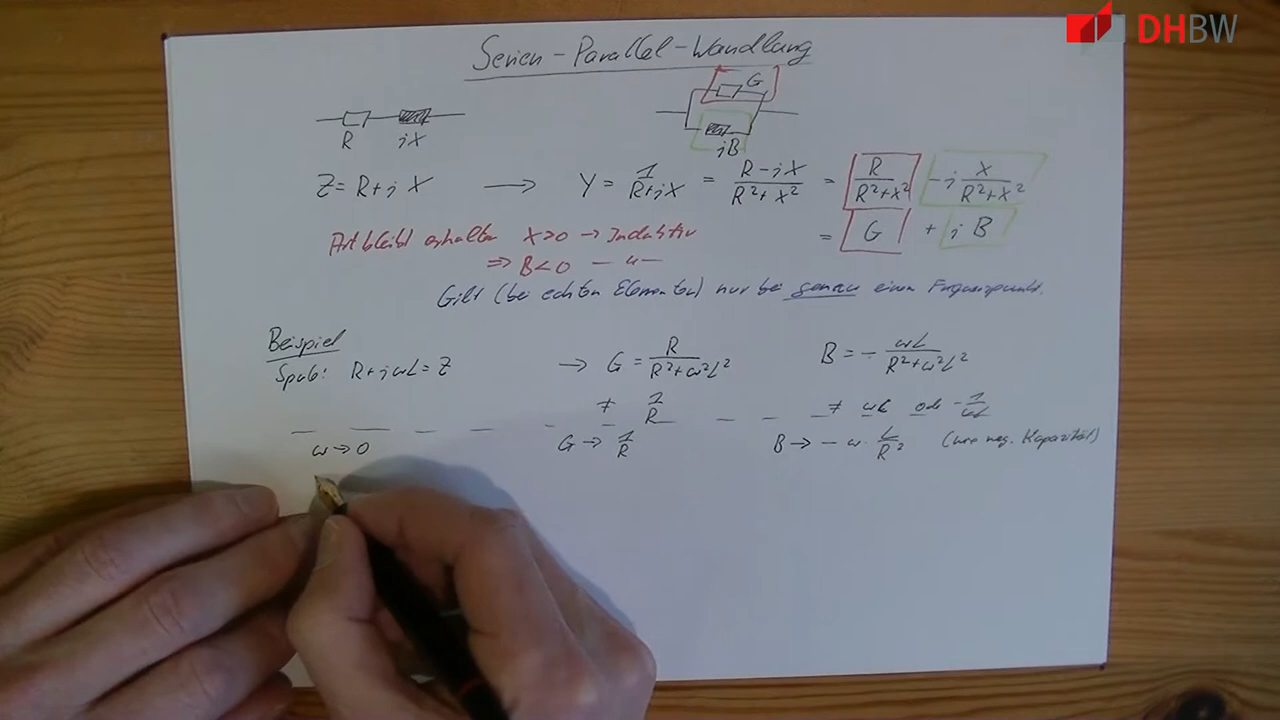 DHBW
Serien-Parallel-Wandlung
G
R jX
jB
Z = R + j X → Y = 1/(R+jX) = (R-jX)/(R²+X²) = R/(R²+X²) - j X/(R²+X²)
Art bleibt erhalten X>0 → Induktiv = G + j B
⇒ B<0 — " —
Gilt (bei echten Elementen) nur bei genau einem Frequenzpunkt.
Beispiel
Spule: R+jωL = Z → G = R/(R²+ω²L²) B = - ωL/(R²+ω²L²)
≠ 1/R ≠ ωC oder - 1/ωL
ω → 0 G → 1/R B → - ω · L/R² (wie neg. Kapazität)